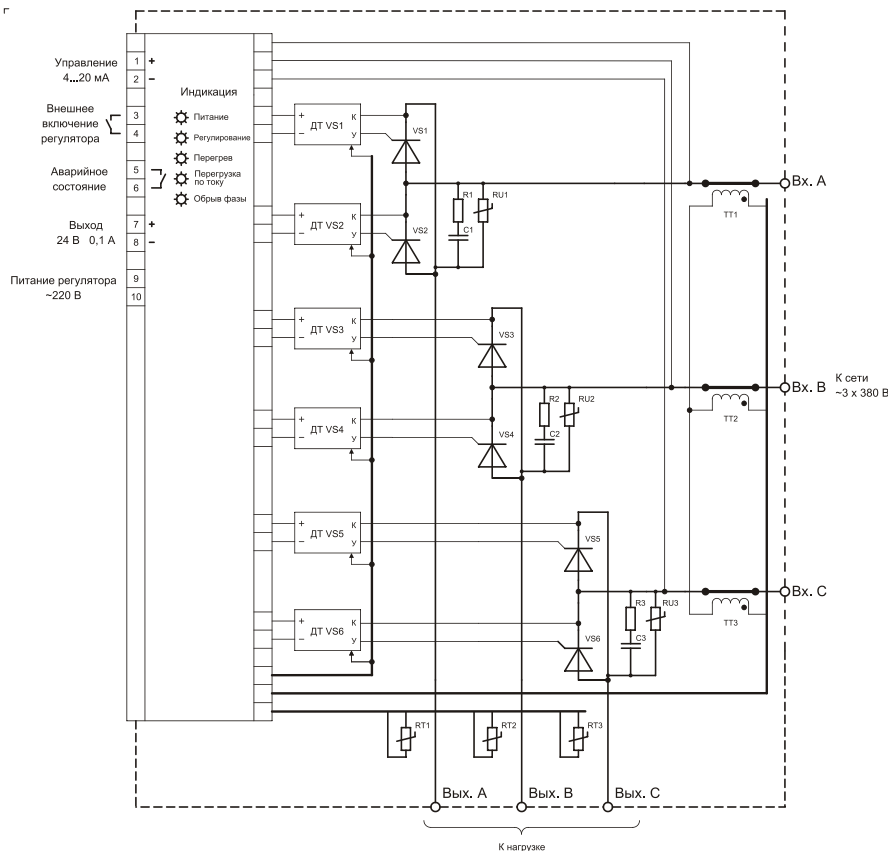 Управление
4...20 мА
1 +
2 –
Внешнее
включение
регулятора
3
4
Аварийное
состояние
5
6
Выход
24 В 0,1 А
7 +
8 –
Питание регулятора
~220 В
9
10
Индикация
Питание
Регулирование
Перегрев
Перегрузка
по току
Обрыв фазы
+ ДТ VS1 К
– У
VS1
+ ДТ VS2 К
– У
VS2
R1
RU1
C1
TT1
Вх. А
+ ДТ VS3 К
– У
VS3
+ ДТ VS4 К
– У
VS4
R2
RU2
C2
TT2
Вх. В
К сети
~3 х 380 В
+ ДТ VS5 К
– У
VS5
+ ДТ VS6 К
– У
VS6
R3
RU3
C3
TT3
Вх. С
RT1
RT2
RT3
Вых. А
Вых. В
Вых. С
К нагрузке